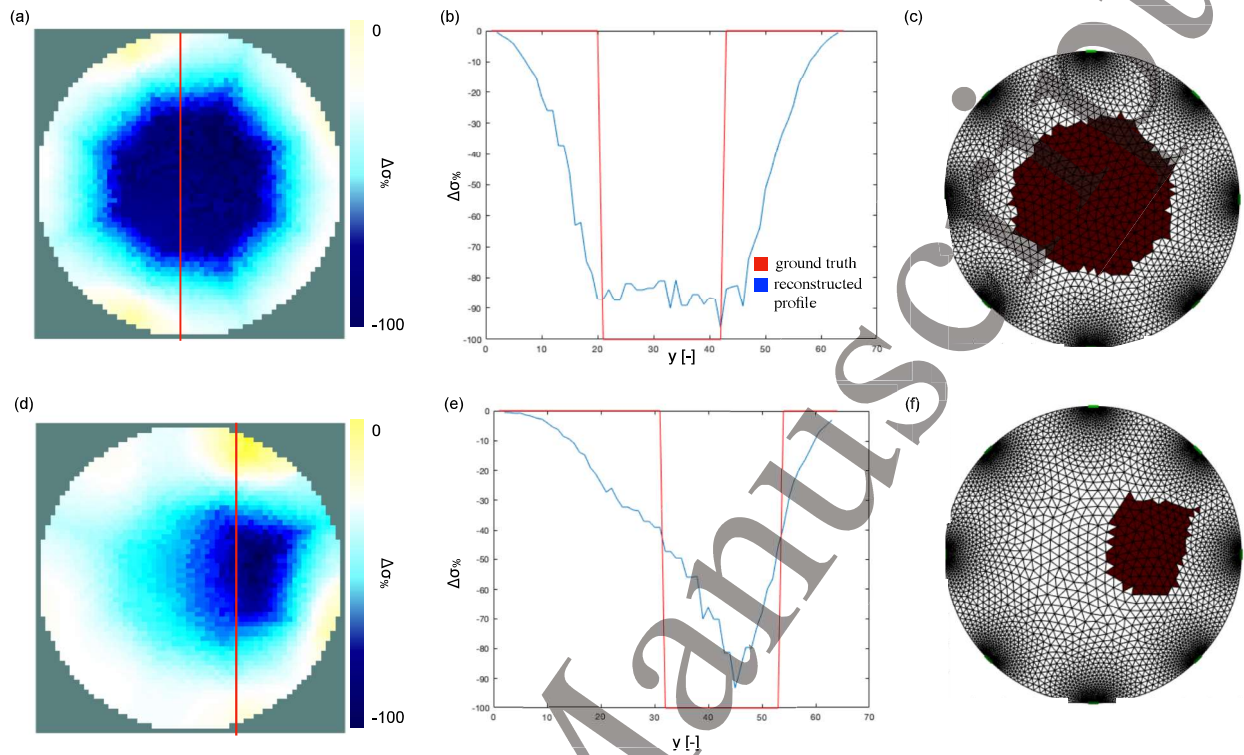 (a)
0
Δσ%
-100
(b)
0
-10
-20
-30
-40
-50
-60
-70
-80
-90
-100
Δσ%
0 10 20 30 40 50 60 70
y [-]
ground truth
reconstructed
profile
(c)
(d)
0
Δσ%
-100
(e)
0
-10
-20
-30
-40
-50
-60
-70
-80
-90
-100
Δσ%
0 10 20 30 40 50 60 70
y [-]
(f)
Manuscript